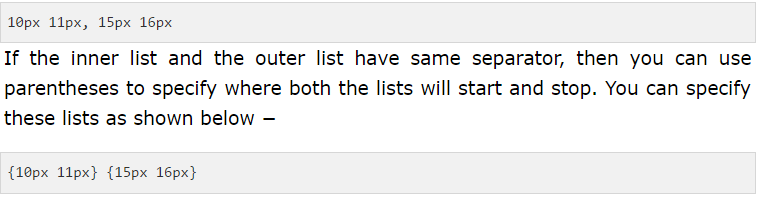 10px 11px, 15px 16px
If the inner list and the outer list have same separator, then you can use
parentheses to specify where both the lists will start and stop. You can specify
these lists as shown below −
{10px 11px} {15px 16px}